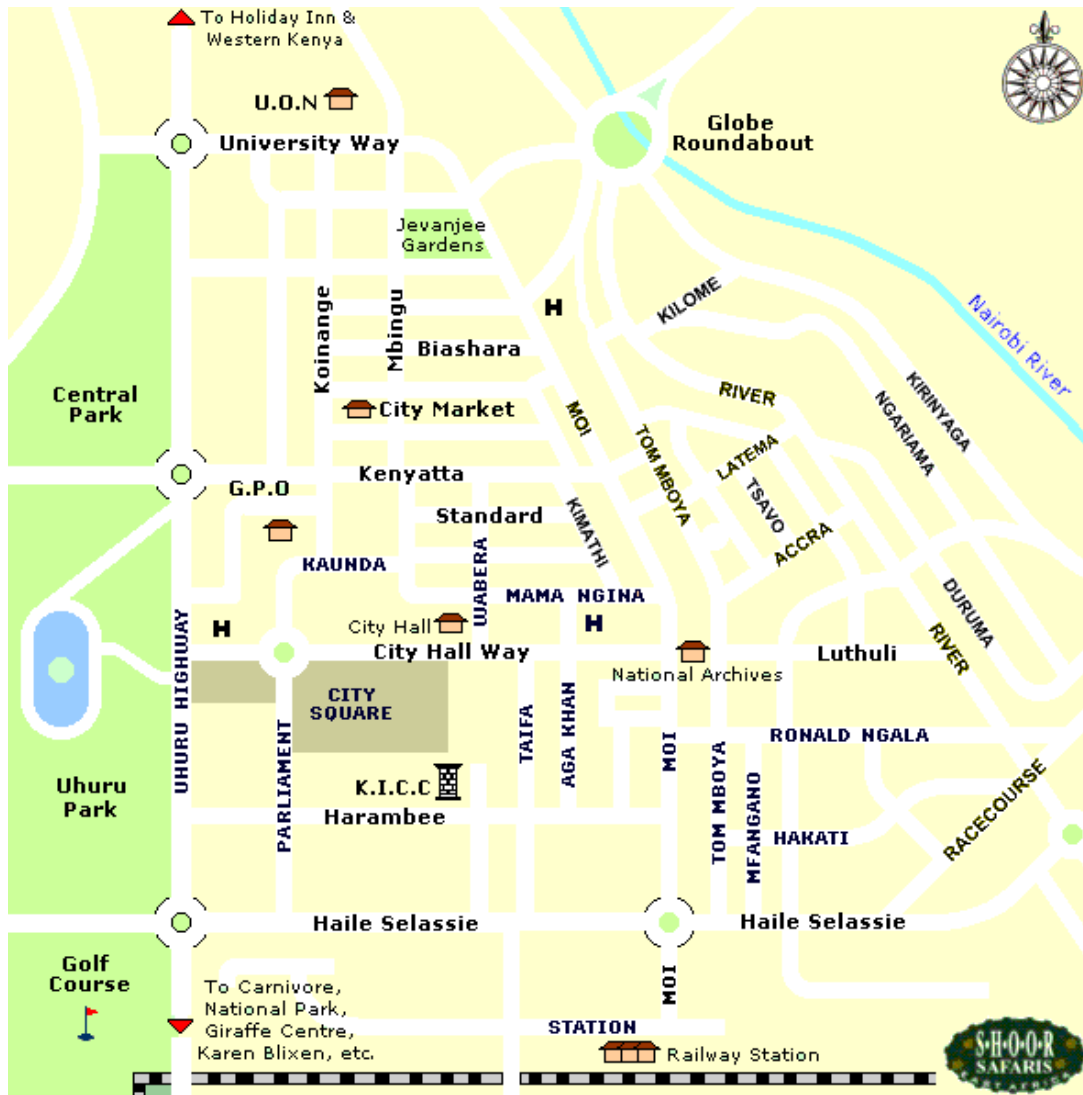 To Holiday Inn &
Western Kenya
U.O.N
University Way
Globe
Roundabout
Jevanjee
Gardens
Nairobi River
KILOME
H
Koinange
Mbingu
Biashara
Central
Park
City Market
RIVER
KIRINYAGA
NGARIAMA
MOI
TOM MBOYA
LATEMA
TSAVO
ACCRA
Kenyatta
G.P.O
Standard
KIMATHI
KAUNDA
WABERA
MAMA NGINA
DURUMA
RIVER
H
City Hall
H
City Hall Way
Luthuli
National Archives
UHURU HIGHWAY
CITY
SQUARE
PARLIAMENT
TAIFA
AGA KHAN
MOI
RONALD NGALA
TOM MBOYA
MFANGANO
K.I.C.C
Uhuru
Park
Harambee
HAKATI
RACECOURSE
Haile Selassie
Haile Selassie
Golf
Course
To Carnivore,
National Park,
Giraffe Centre,
Karen Blixen, etc.
MOI
STATION
Railway Station
S·H·O·O·R
SAFARIS
EAST AFRICA